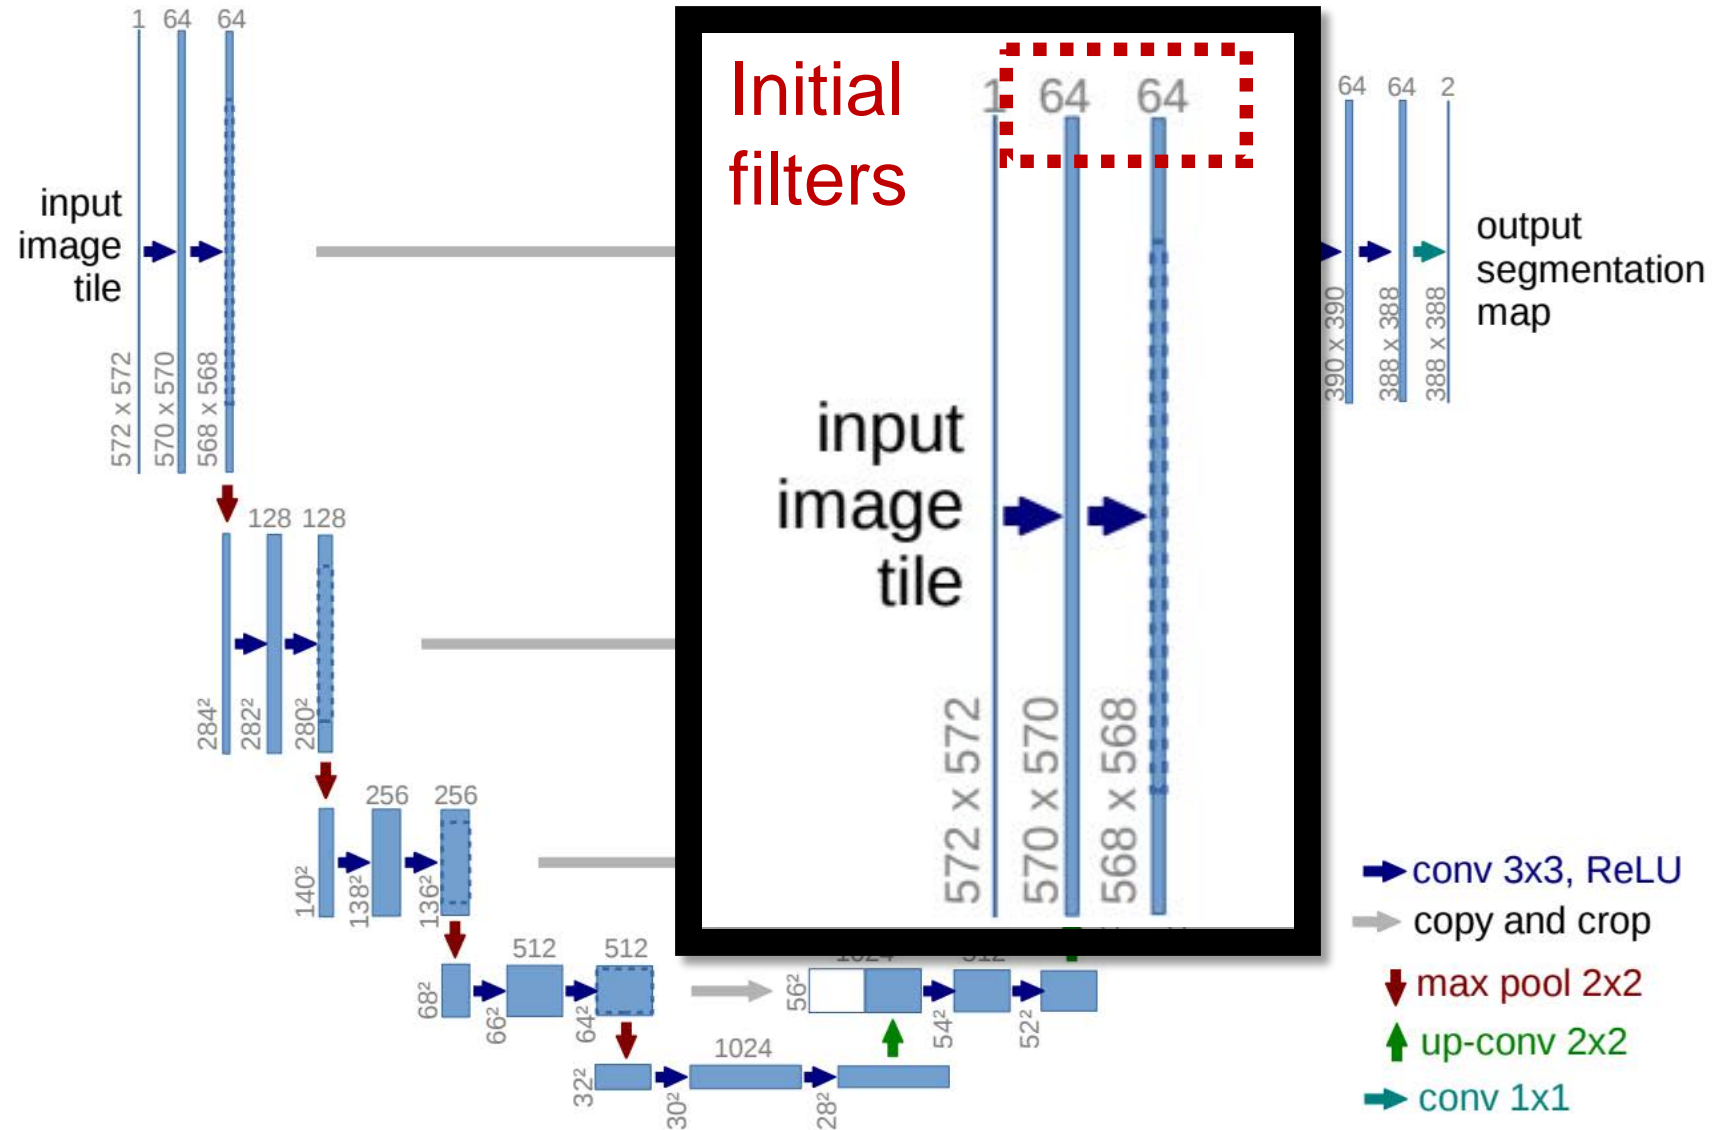 1 64 64
input
image
tile
572 x 572
570 x 570
568 x 568
128 128
284²
282²
280²
256 256
140²
138²
136²
512 512
68²
66²
64²
1024
32²
30²
28²
Initial
filters
1 64 64
input
image
tile
572 x 572
570 x 570
568 x 568
1024 512
56²
54²
52²
64 64 2
390 x 390
388 x 388
388 x 388
output
segmentation
map
conv 3x3, ReLU
copy and crop
max pool 2x2
up-conv 2x2
conv 1x1